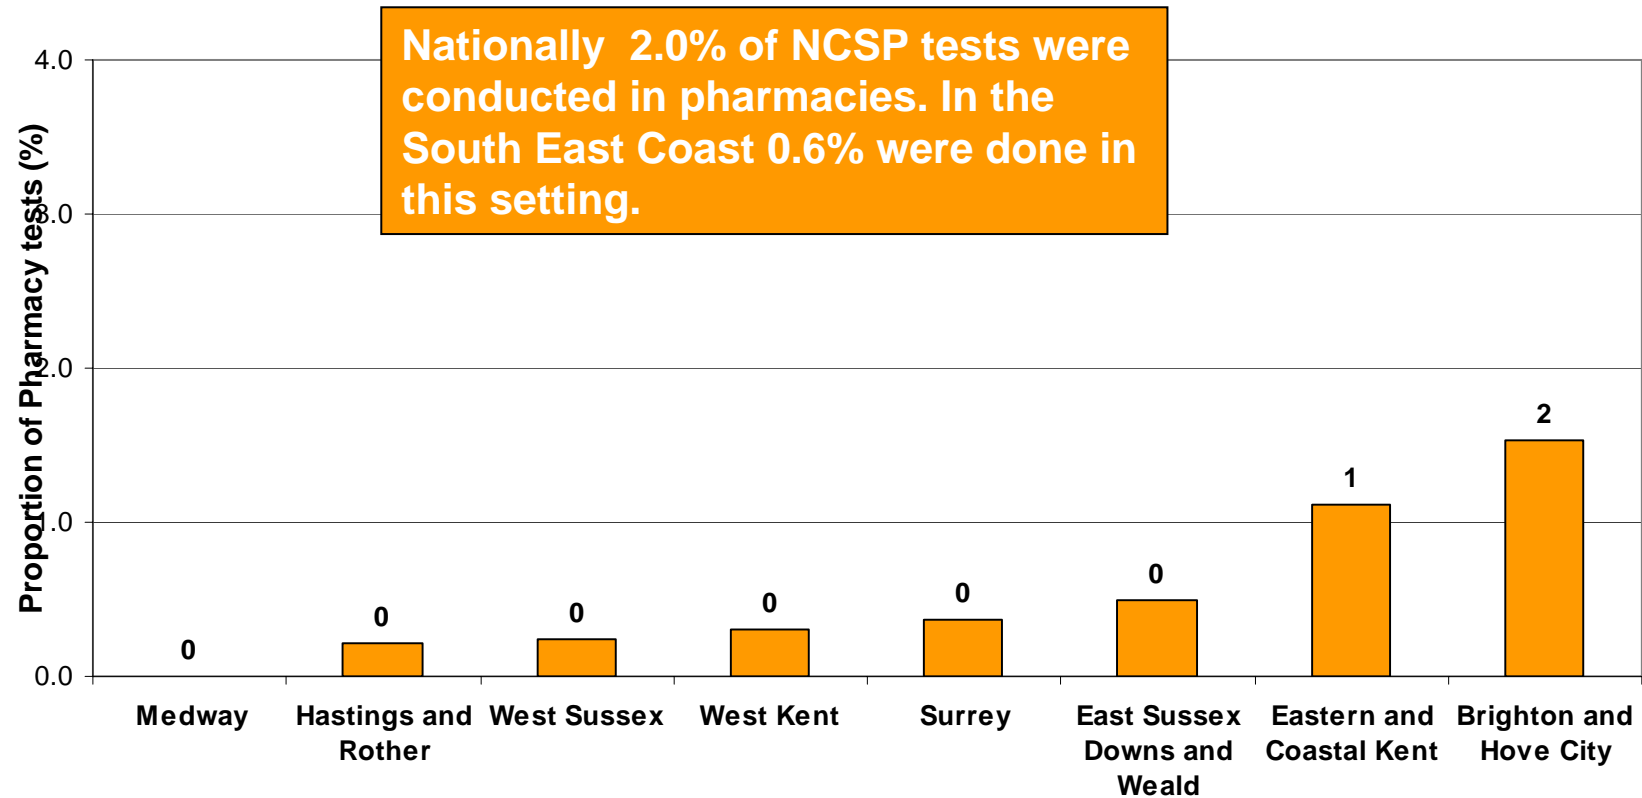 Nationally 2.0% of NCSP tests were
conducted in pharmacies. In the
South East Coast 0.6% were done in
this setting.
Proportion of Pharmacy tests (%)
4.0
3.0
2.0
1.0
0.0
0
0
0
0
0
0
1
2
Medway
Hastings and
Rother
West Sussex
West Kent
Surrey
East Sussex
Downs and
Weald
Eastern and
Coastal Kent
Brighton and
Hove City